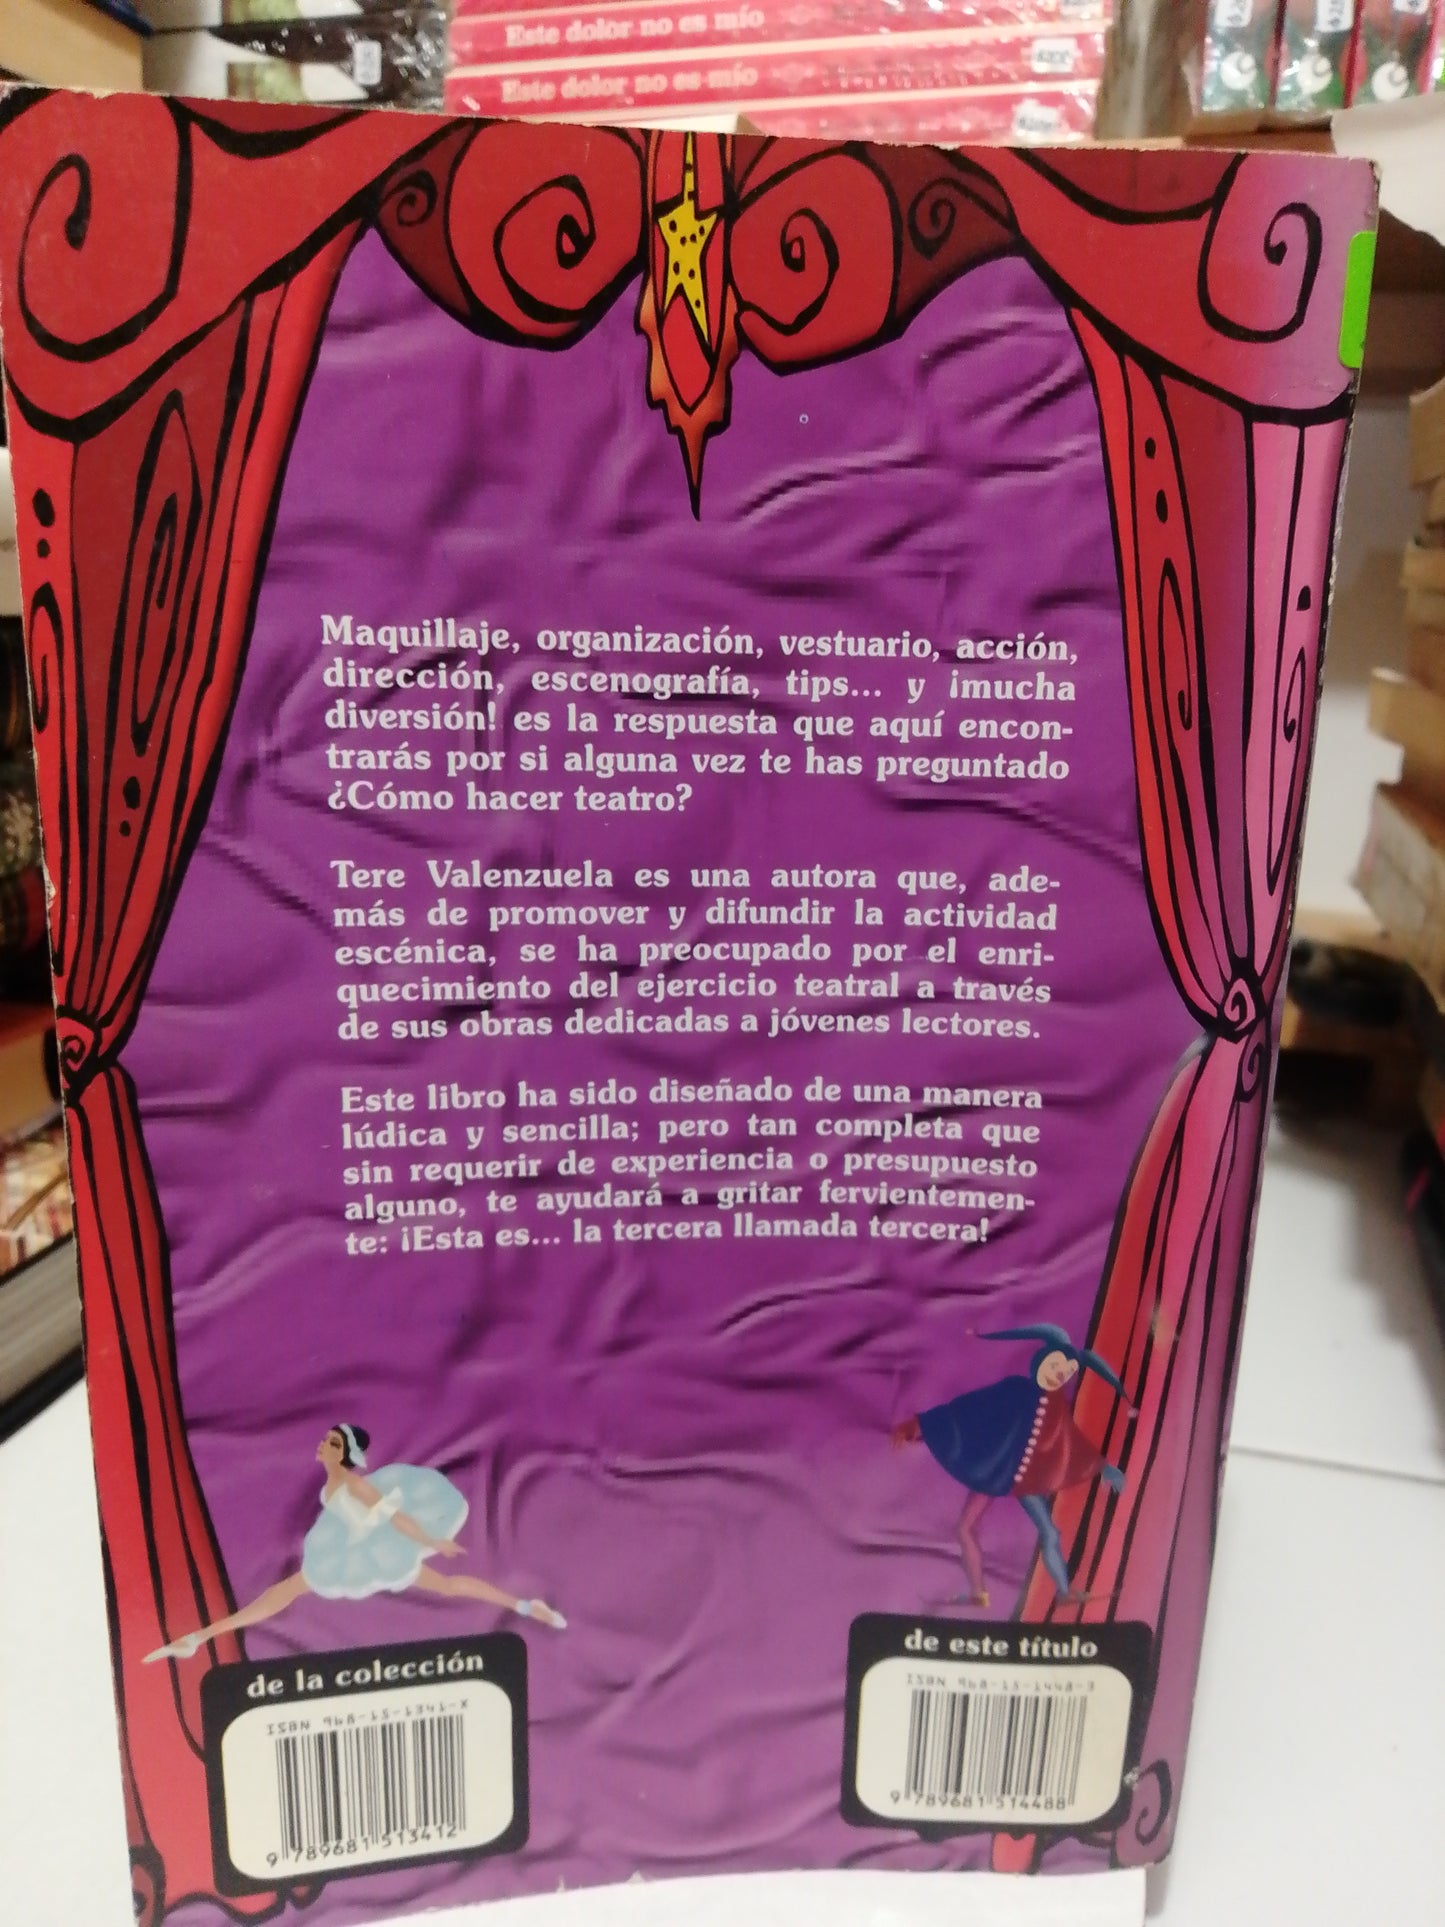 Este dolor no es mío
Este dolor no es mío
Maquillaje, organización, vestuario, acción,
dirección, escenografía, tips... y ¡mucha
diversión! es la respuesta que aquí encon-
trarás por si alguna vez te has preguntado
¿Cómo hacer teatro?
Tere Valenzuela es una autora que, ade-
más de promover y difundir la actividad
escénica, se ha preocupado por el enri-
quecimiento del ejercicio teatral a través
de sus obras dedicadas a jóvenes lectores.
Este libro ha sido diseñado de una manera
lúdica y sencilla; pero tan completa que
sin requerir de experiencia o presupuesto
alguno, te ayudará a gritar fervientemen-
te: ¡Esta es... la tercera llamada tercera!
de la colección
ISBN 968-15-1341-X
9 789681 513412
de este título
ISBN 968-15-1448-3
9 789681 514488